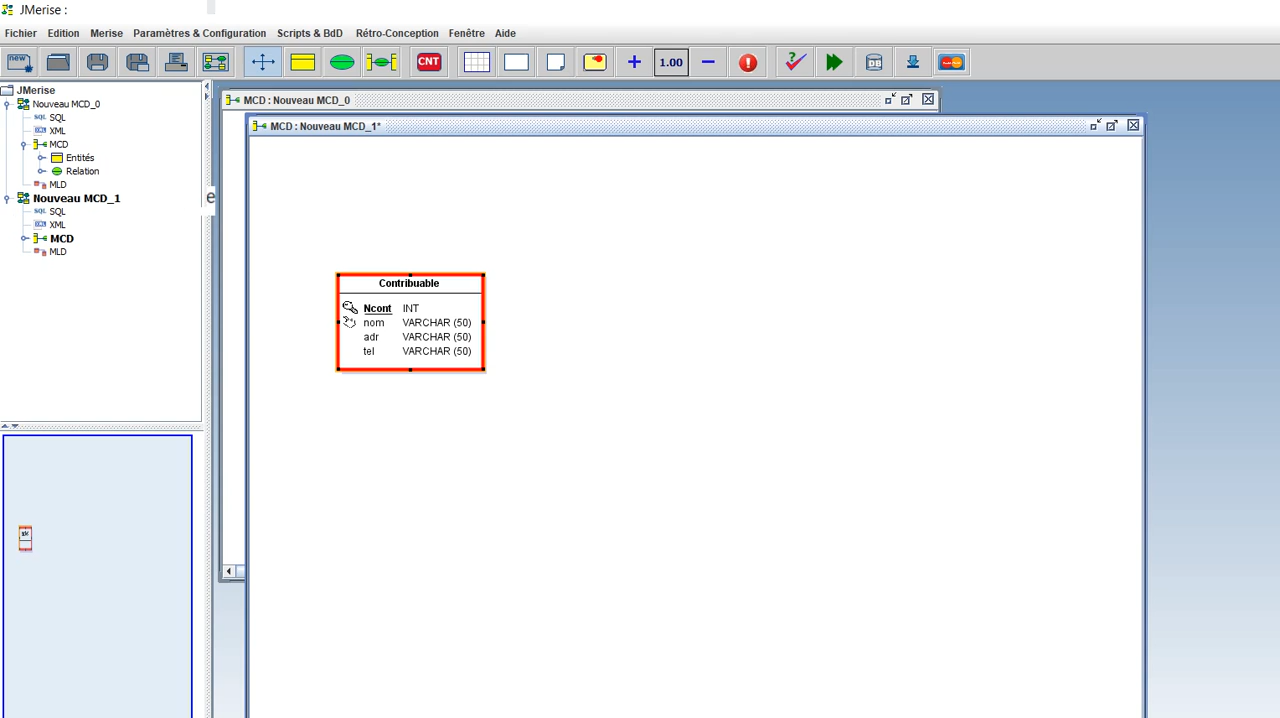 JMerise :
Fichier Edition Merise Paramètres & Configuration Scripts & BdD Rétro-Conception Fenêtre Aide
new CNT 1.00
JMerise
Nouveau MCD_0
SQL
XML
MCD
Entités
Relation
MLD
Nouveau MCD_1
SQL
XML
MCD
MLD
e
MCD : Nouveau MCD_0
MCD : Nouveau MCD_1*
Contribuable
Ncont INT
nom VARCHAR (50)
adr VARCHAR (50)
tel VARCHAR (50)